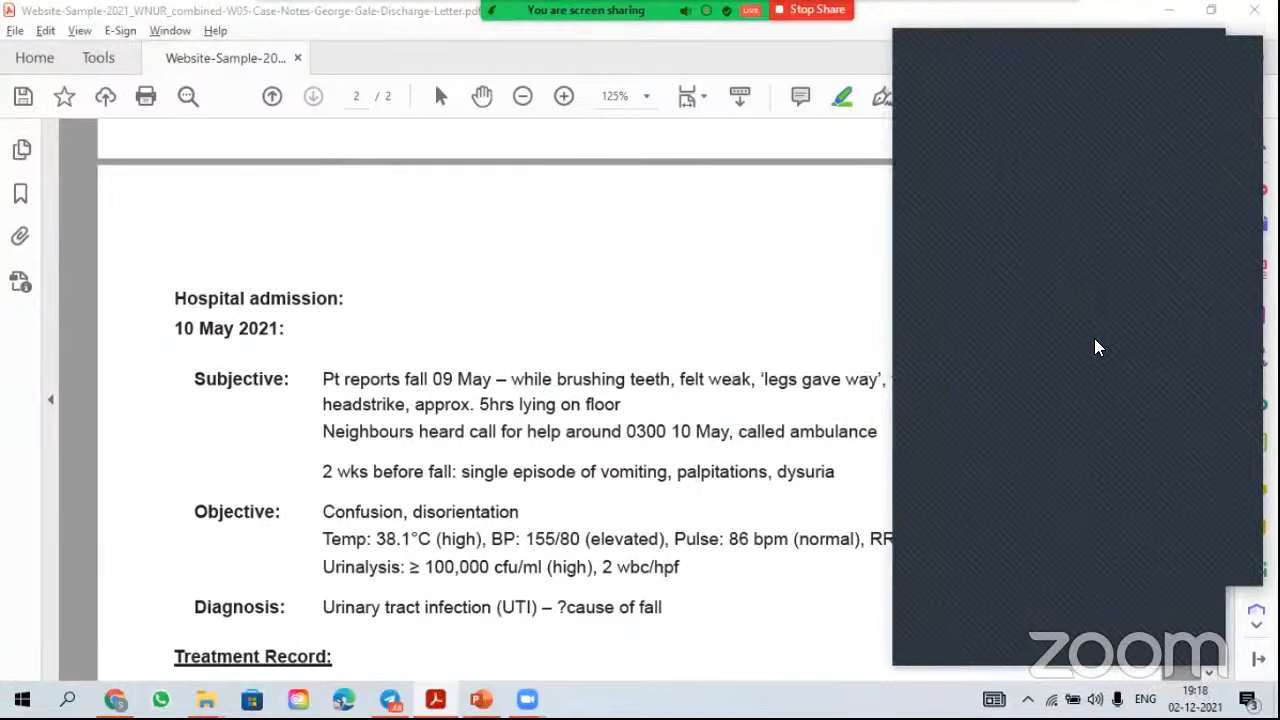 Website-Sample-2021_WNUR_combined-W05-Case-Notes-George-Gale-Discharge-Letter.pdf
You are screen sharing
LIVE
Stop Share
File Edit View E-Sign Window Help
Home Tools Website-Sample-20...
2 / 2 125%
Hospital admission:
10 May 2021:
Subjective: Pt reports fall 09 May – while brushing teeth, felt weak, ‘legs gave way’,
headstrike, approx. 5hrs lying on floor
Neighbours heard call for help around 0300 10 May, called ambulance
2 wks before fall: single episode of vomiting, palpitations, dysuria
Objective: Confusion, disorientation
Temp: 38.1°C (high), BP: 155/80 (elevated), Pulse: 86 bpm (normal), RR
Urinalysis: ≥ 100,000 cfu/ml (high), 2 wbc/hpf
Diagnosis: Urinary tract infection (UTI) – ?cause of fall
Treatment Record:
zoom
ENG
19:18
02-12-2021
3